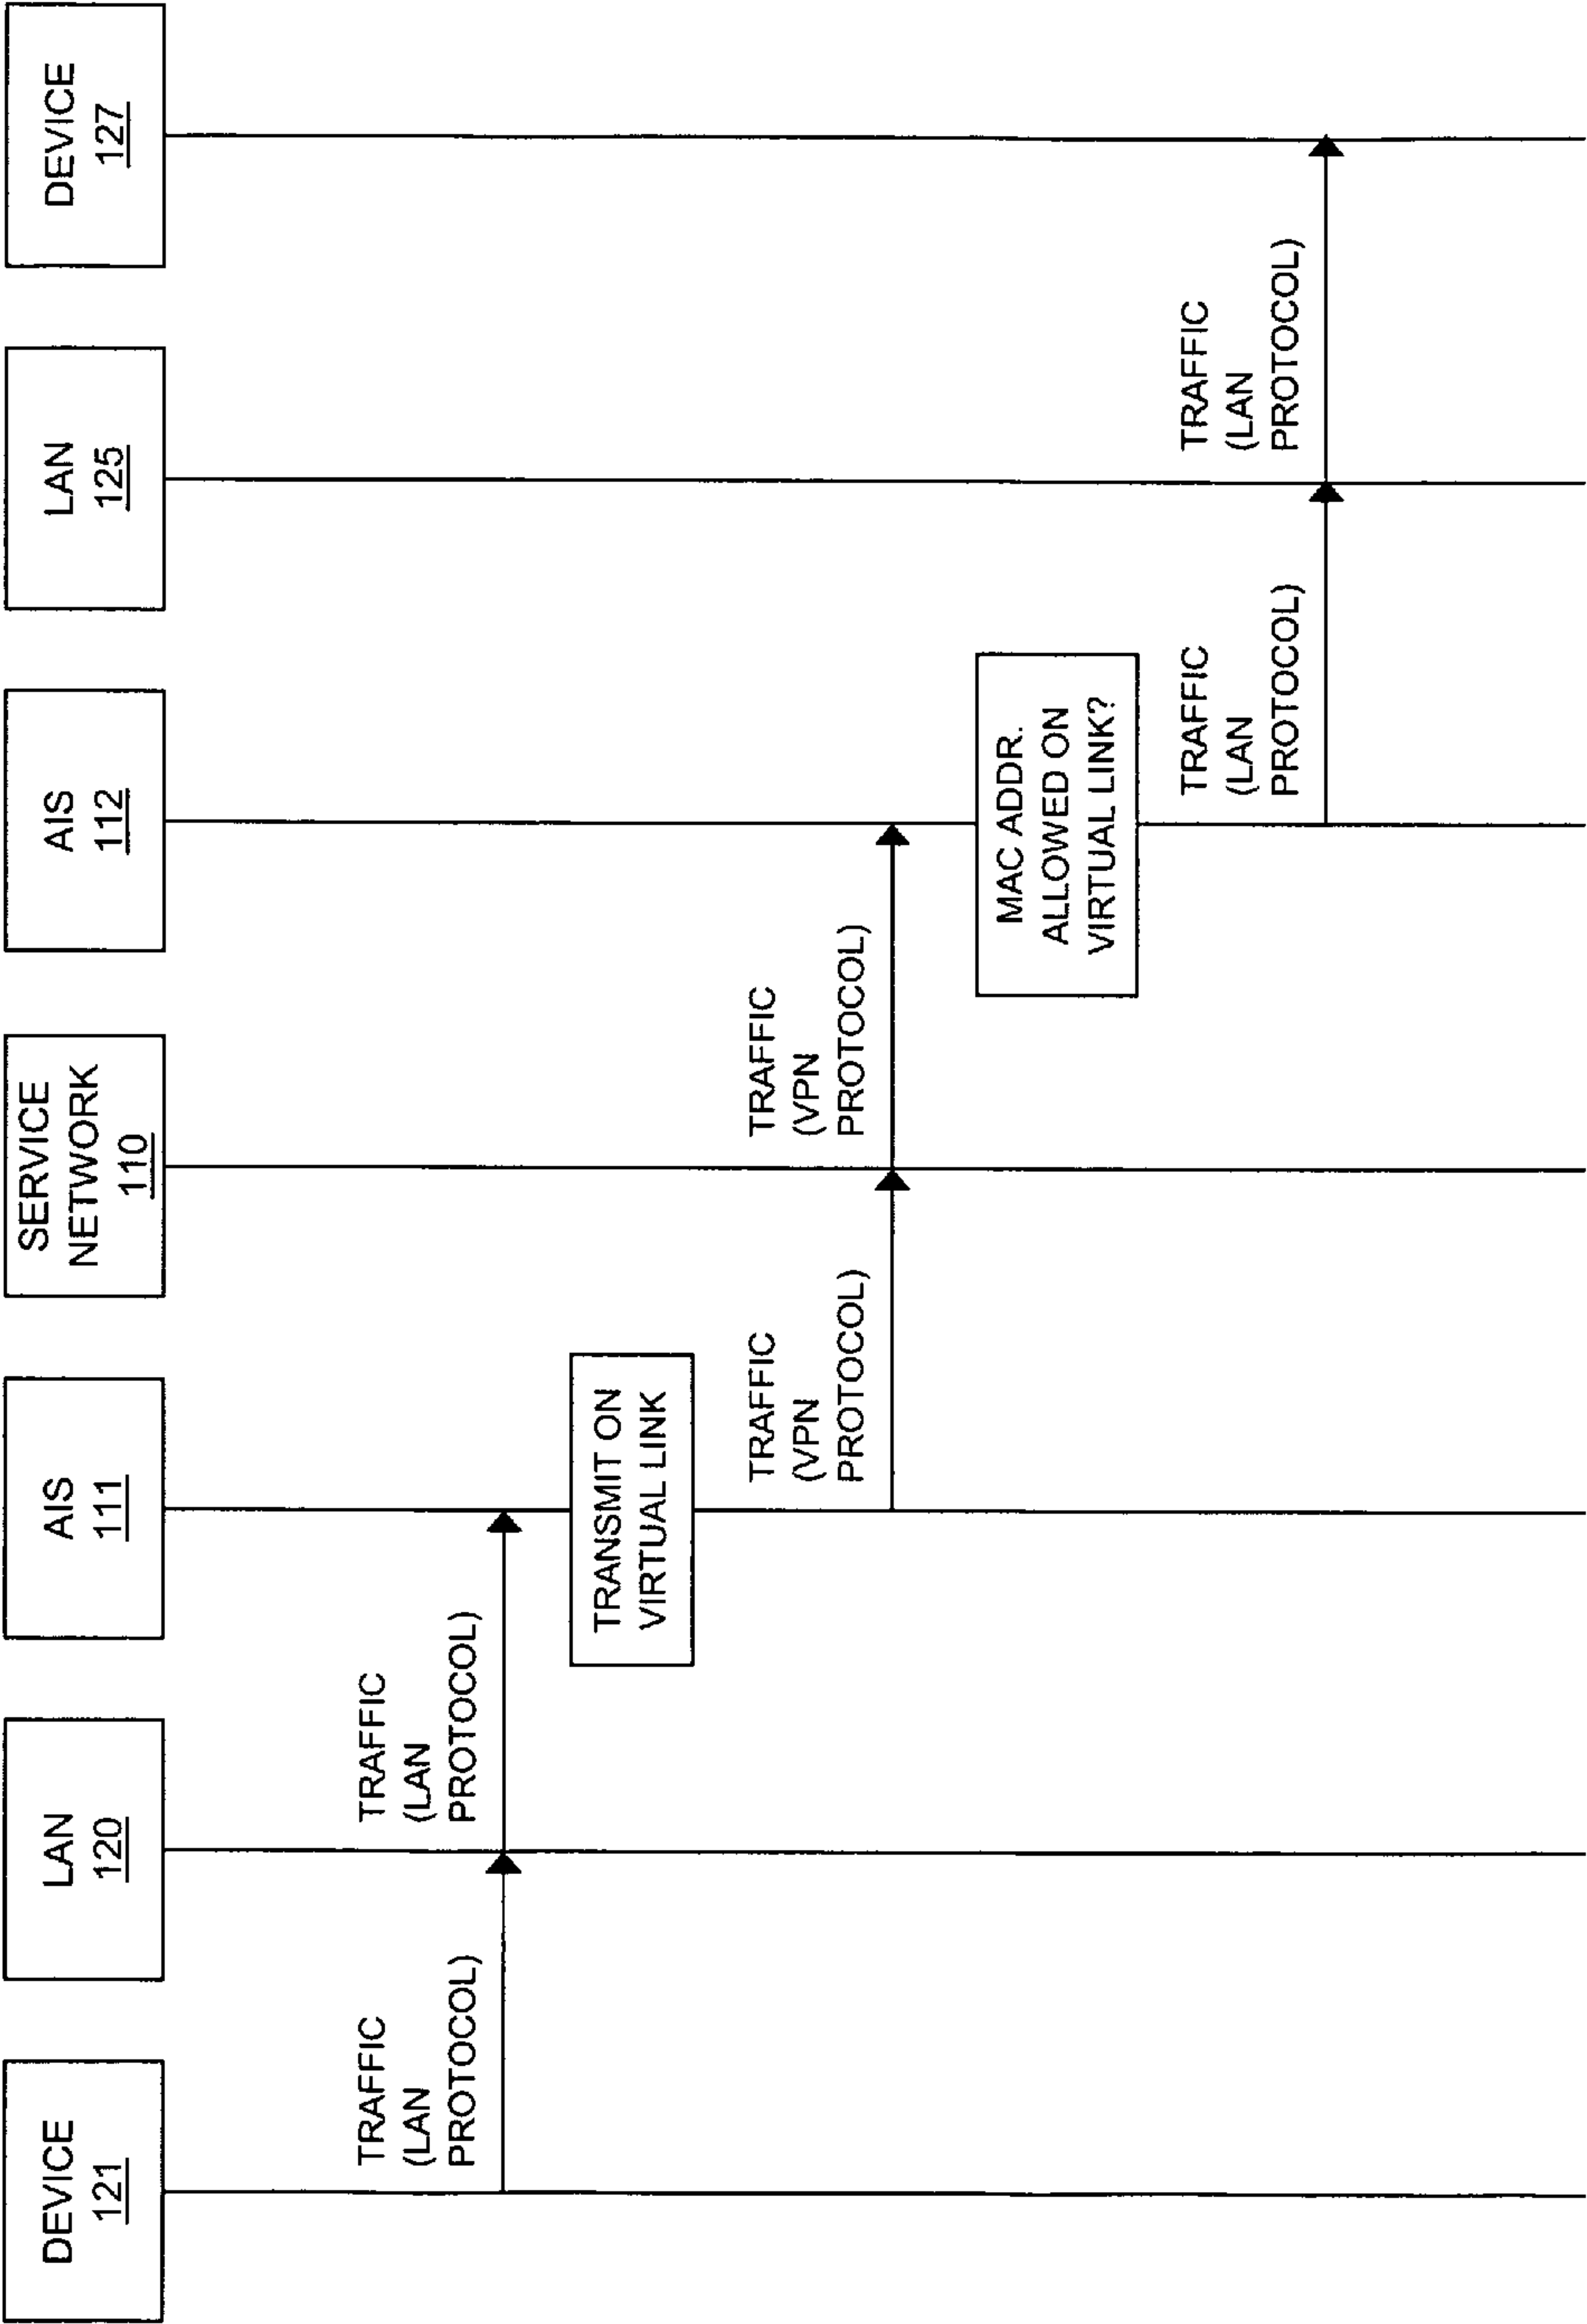 DEVICE
121
LAN
120
AIS
111
SERVICE
NETWORK
110
AIS
112
LAN
125
DEVICE
127
TRAFFIC
(LAN
PROTOCOL)
TRAFFIC
(LAN
PROTOCOL)
TRANSMIT ON
VIRTUAL LINK
TRAFFIC
(VPN
PROTOCOL)
TRAFFIC
(VPN
PROTOCOL)
MAC ADDR.
ALLOWED ON
VIRTUAL LINK?
TRAFFIC
(LAN
PROTOCOL)
TRAFFIC
(LAN
PROTOCOL)